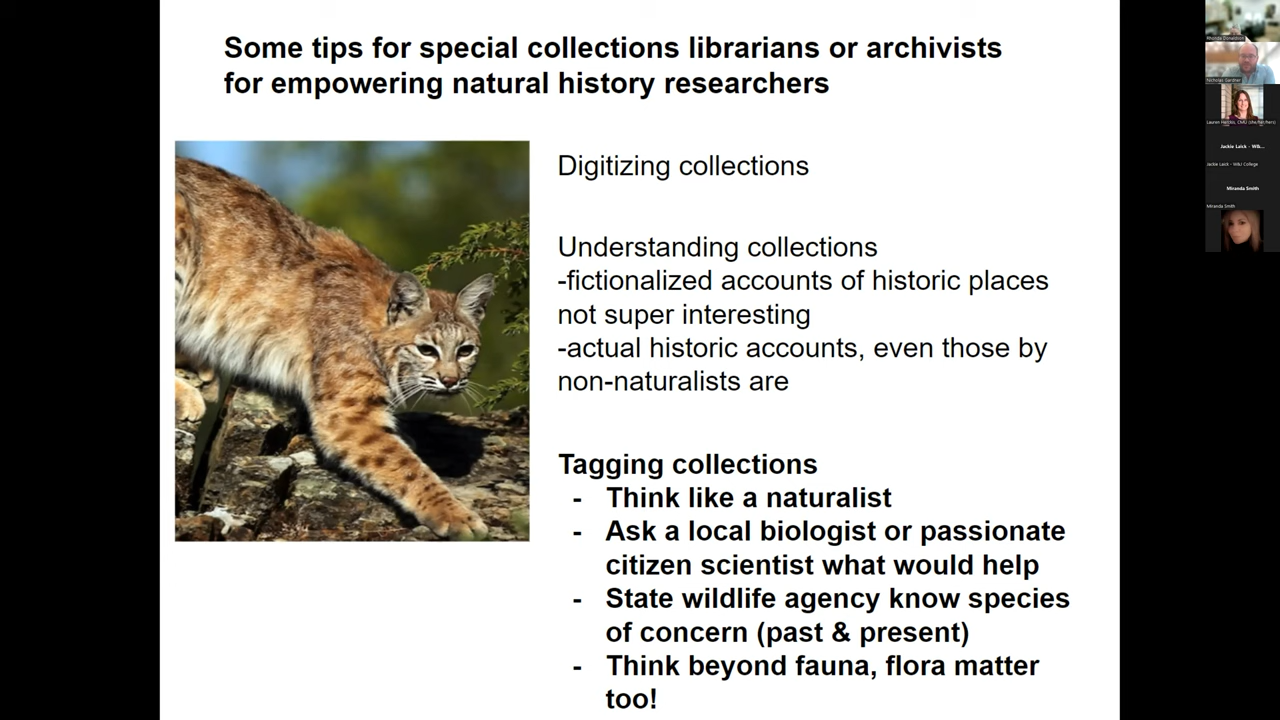 Some tips for special collections librarians or archivists
for empowering natural history researchers
Digitizing collections
Understanding collections
-fictionalized accounts of historic places
not super interesting
-actual historic accounts, even those by
non-naturalists are
Tagging collections
- Think like a naturalist
- Ask a local biologist or passionate
citizen scientist what would help
- State wildlife agency know species
of concern (past & present)
- Think beyond fauna, flora matter
too!
Rhonda Donaldson
Nicholas Gardner
Lauren Herckis, CMU (she/her/hers)
Jackie Laick - W&...
Jackie Laick - W&J College
Miranda Smith
Miranda Smith